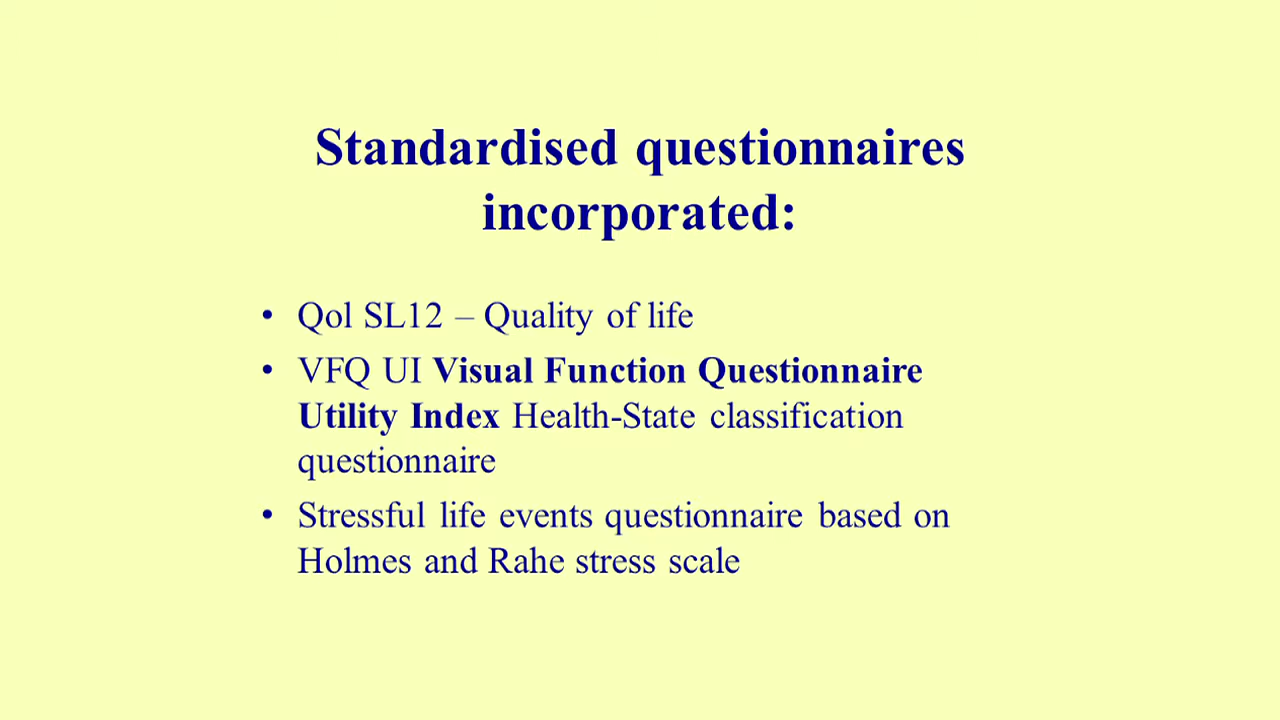 Standardised questionnaires
incorporated:
• Qol SL12 – Quality of life
• VFQ UI Visual Function Questionnaire
Utility Index Health-State classification
questionnaire
• Stressful life events questionnaire based on
Holmes and Rahe stress scale